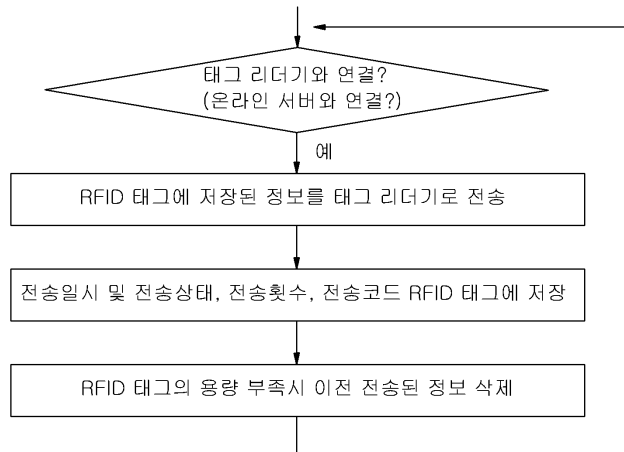 태그 리더기와 연결?
(온라인 서버와 연결?)
예
RFID 태그에 저장된 정보를 태그 리더기로 전송
전송일시 및 전송상태, 전송횟수, 전송코드 RFID 태그에 저장
RFID 태그의 용량 부족시 이전 전송된 정보 삭제